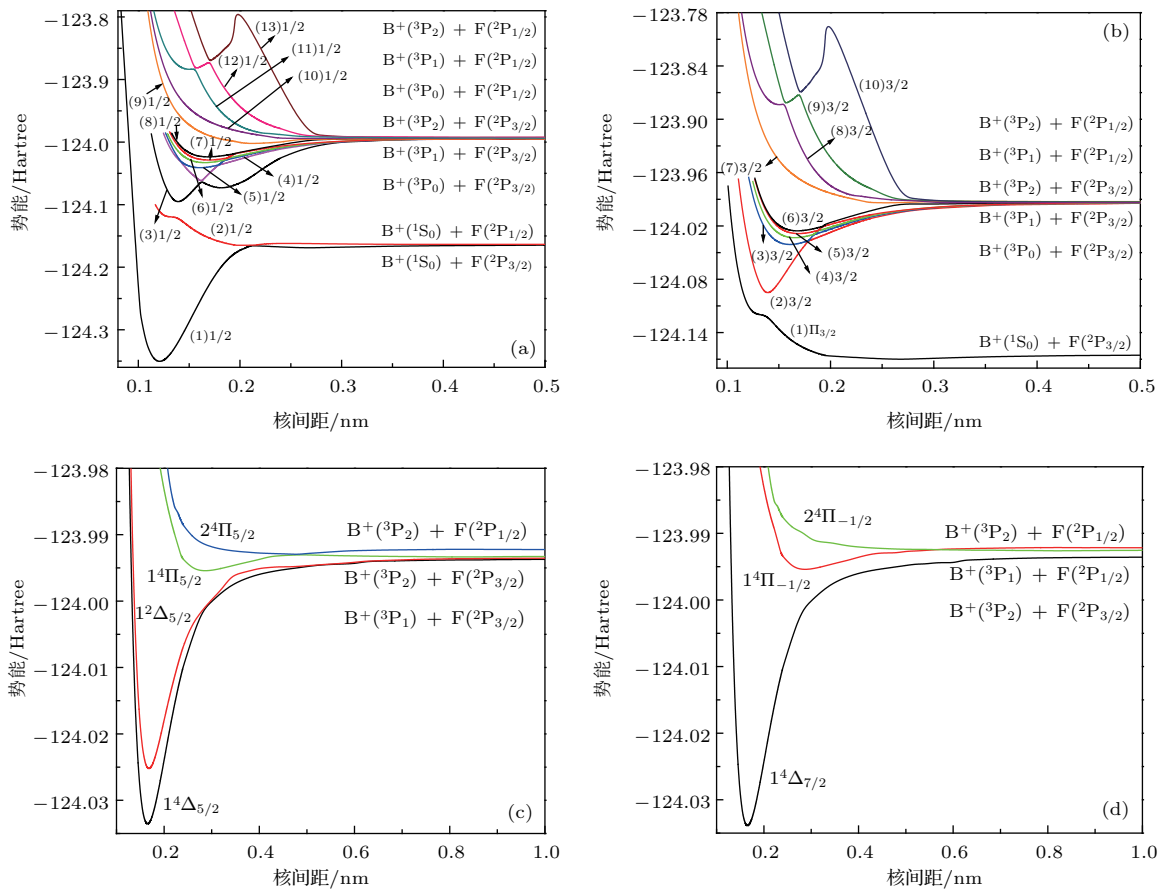 −123.8
−123.9
−124.0
−124.1
−124.2
−124.3
势能/Hartree
0.1
0.2
0.3
0.4
0.5
核间距/nm
(a)
(13)1/2
(12)1/2
(11)1/2
(10)1/2
(9)1/2
(8)1/2
(7)1/2
(4)1/2
(5)1/2
(6)1/2
(3)1/2
(2)1/2
(1)1/2
B⁺(³P₂) + F(²P₁/₂)
B⁺(³P₁) + F(²P₁/₂)
B⁺(³P₀) + F(²P₁/₂)
B⁺(³P₂) + F(²P₃/₂)
B⁺(³P₁) + F(²P₃/₂)
B⁺(³P₀) + F(²P₃/₂)
B⁺(¹S₀) + F(²P₁/₂)
B⁺(¹S₀) + F(²P₃/₂)
−123.78
−123.84
−123.90
−123.96
−124.02
−124.08
−124.14
势能/Hartree
0.1
0.2
0.3
0.4
0.5
核间距/nm
(b)
(10)3/2
(9)3/2
(8)3/2
(7)3/2
(6)3/2
(5)3/2
(3)3/2
(4)3/2
(2)3/2
(1)Π₃/₂
B⁺(³P₂) + F(²P₁/₂)
B⁺(³P₁) + F(²P₁/₂)
B⁺(³P₂) + F(²P₃/₂)
B⁺(³P₁) + F(²P₃/₂)
B⁺(³P₀) + F(²P₃/₂)
B⁺(¹S₀) + F(²P₃/₂)
−123.98
−123.99
−124.00
−124.01
−124.02
−124.03
势能/Hartree
0.2
0.4
0.6
0.8
1.0
核间距/nm
(c)
2⁴Π₅/₂
1⁴Π₅/₂
1²Δ₅/₂
1⁴Δ₅/₂
B⁺(³P₂) + F(²P₁/₂)
B⁺(³P₂) + F(²P₃/₂)
B⁺(³P₁) + F(²P₃/₂)
−123.98
−123.99
−124.00
−124.01
−124.02
−124.03
势能/Hartree
0.2
0.4
0.6
0.8
1.0
核间距/nm
(d)
2⁴Π₋₁/₂
1⁴Π₋₁/₂
1⁴Δ₇/₂
B⁺(³P₂) + F(²P₁/₂)
B⁺(³P₁) + F(²P₁/₂)
B⁺(³P₂) + F(²P₃/₂)